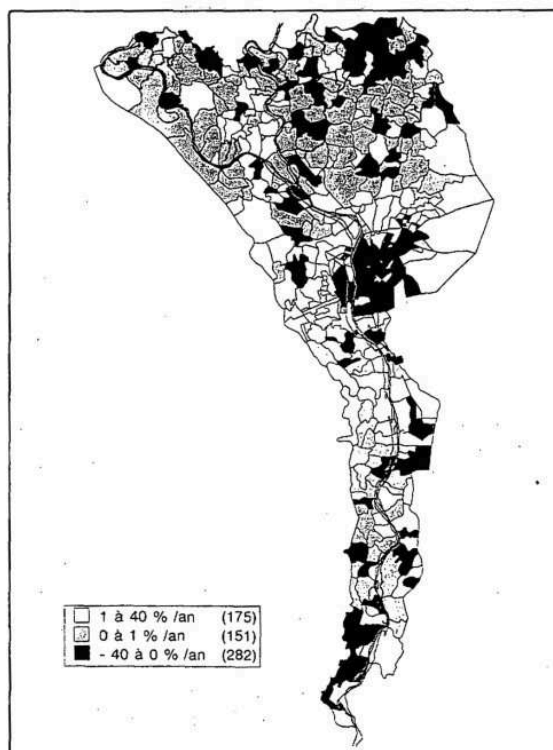 1 à 40 % /an (175)
0 à 1 % /an (151)
- 40 à 0 % /an (282)